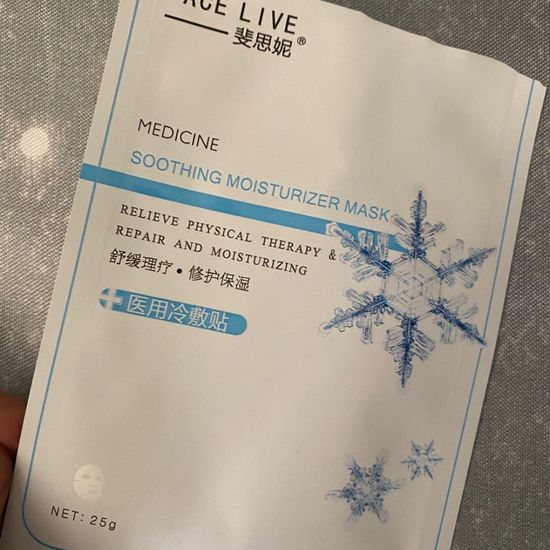 LIVE
斐思妮®
MEDICINE
SOOTHING MOISTURIZER MASK
RELIEVE PHYSICAL THERAPY &
REPAIR AND MOISTURIZING
舒缓理疗·修护保湿
医用冷敷贴
NET: 25g